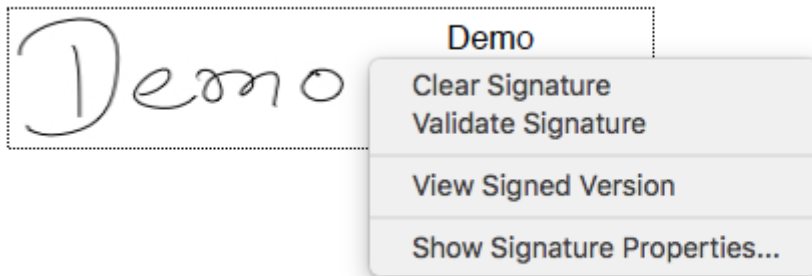 Demo
Demo
Clear Signature
Validate Signature
View Signed Version
Show Signature Properties...